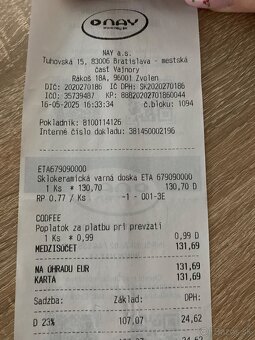 NAY
NAY a.s.
Tuhovská 15, 83006 Bratislava - mestská
časť Vajnory
Rákoš 18A, 96001 Zvolen
DIČ: 2020270186 IČ DPH: SK2020270186
IČO: 35739487 KP: 8882020270186044
16-05-2025 16:33:34 č.bloku: 1094
Pokladník: 8100114126
Interné číslo dokladu: 381450002196
ETA679090000
Sklokeramická varná doska ETA 679090000
1 Ks * 130,70 130,70 D
RP 0.77 / Ks -1 -001-3E
CODFEE
Poplatok za platbu pri prevzatí
1 Ks * 0,99 0,99 D
MEDZISÚČET 131,69
NA ÚHRADU EUR 131,69
KARTA 131,69
Sadzba: Základ: DPH:
D 23% 107,07 24,62